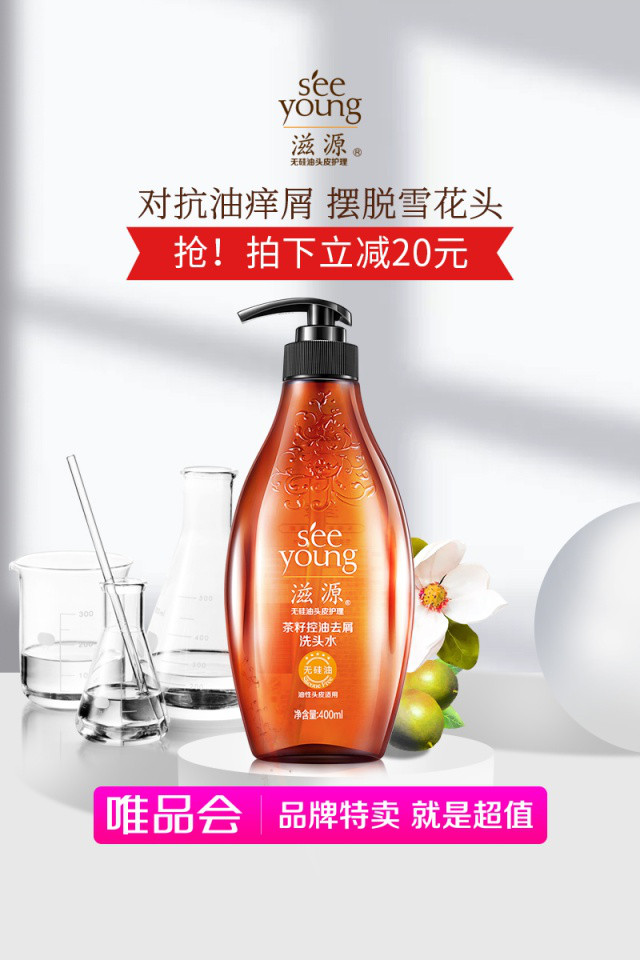 see
young
滋源®
无硅油头皮护理
对抗油痒屑 摆脱雪花头
抢！拍下立减20元
see
young
滋源®
无硅油头皮护理
茶籽控油去屑
洗头水
无硅油
油性头皮适用
净含量:400ml
300
200
100
唯品会 品牌特卖 就是超值